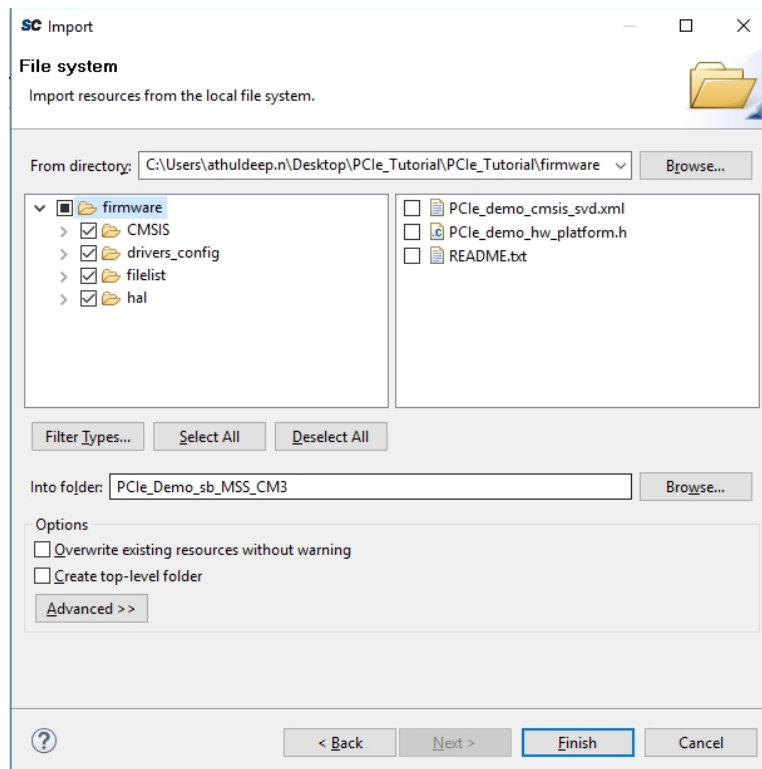 SC Import
File system
Import resources from the local file system.
From directory: C:\Users\athuldeep.n\Desktop\PCIe_Tutorial\PCIe_Tutorial\firmware Browse...
firmware
CMSIS
drivers_config
filelist
hal
PCIe_demo_cmsis_svd.xml
.c PCIe_demo_hw_platform.h
README.txt
Filter Types... Select All Deselect All
Into folder: PCIe_Demo_sb_MSS_CM3 Browse...
Options
Overwrite existing resources without warning
Create top-level folder
Advanced >>
? < Back Next > Finish Cancel